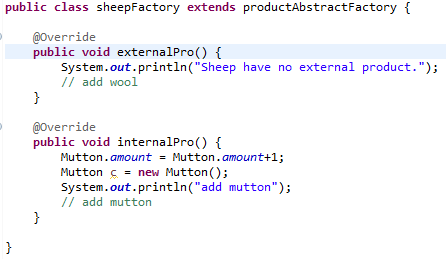 public class sheepFactory extends productAbstractFactory {
@Override
public void externalPro() {
System.out.println("Sheep have no external product.");
// add wool
}
@Override
public void internalPro() {
Mutton.amount = Mutton.amount+1;
Mutton c = new Mutton();
System.out.println("add mutton");
// add mutton
}
}